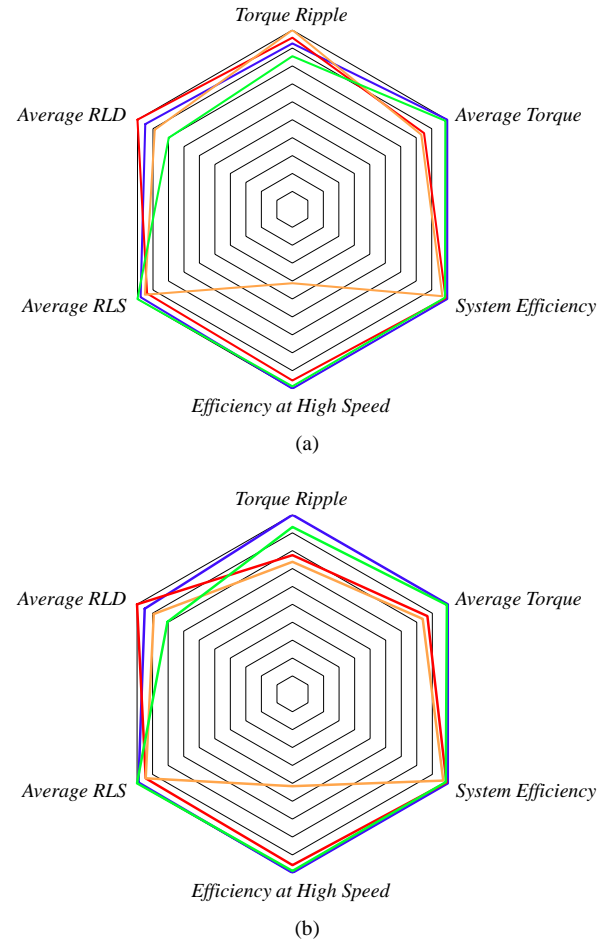 Torque Ripple
Average RLD
Average Torque
Average RLS
System Efficiency
Efficiency at High Speed
(a)
Torque Ripple
Average RLD
Average Torque
Average RLS
System Efficiency
Efficiency at High Speed
(b)